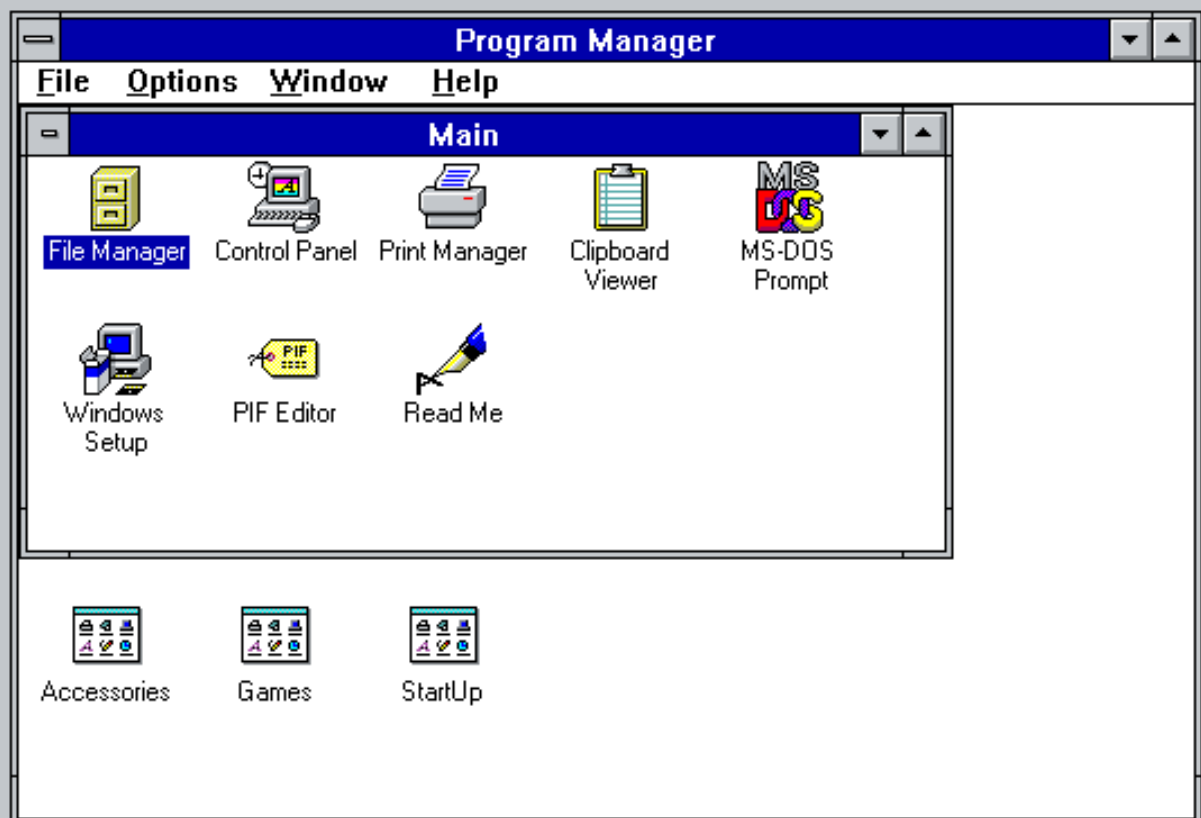 Program Manager
File Options Window Help
Main
MS
DOS
File Manager Control Panel Print Manager Clipboard Viewer MS-DOS Prompt
PIF
Windows Setup PIF Editor Read Me
Accessories Games StartUp